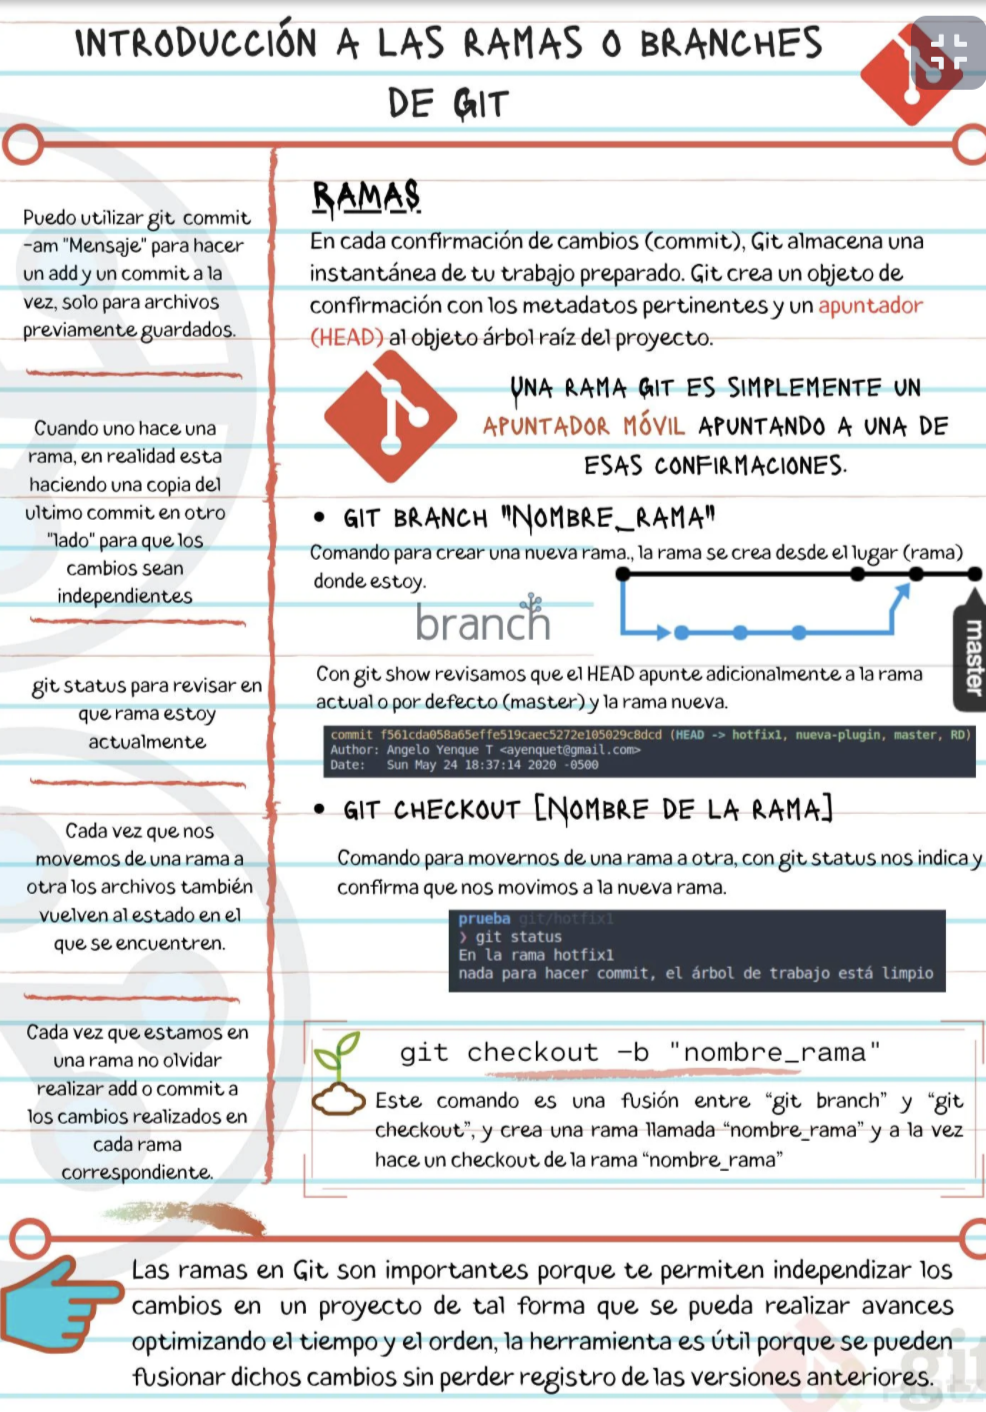 INTRODUCCIÓN A LAS RAMAS O BRANCHES
DE GIT
Puedo utilizar git commit
-am "Mensaje" para hacer
un add y un commit a la
vez, solo para archivos
previamente guardados.
Cuando uno hace una
rama, en realidad esta
haciendo una copia del
ultimo commit en otro
"lado" para que los
cambios sean
independientes
git status para revisar en
que rama estoy
actualmente
Cada vez que nos
movemos de una rama a
otra los archivos también
vuelven al estado en el
que se encuentren.
Cada vez que estamos en
una rama no olvidar
realizar add o commit a
los cambios realizados en
cada rama
correspondiente.
RAMAS
En cada confirmación de cambios (commit), Git almacena una
instantánea de tu trabajo preparado. Git crea un objeto de
confirmación con los metadatos pertinentes y un apuntador
(HEAD) al objeto árbol raíz del proyecto.
UNA RAMA GIT ES SIMPLEMENTE UN
APUNTADOR MÓVIL APUNTANDO A UNA DE
ESAS CONFIRMACIONES.
• GIT BRANCH "NOMBRE_RAMA"
Comando para crear una nueva rama., la rama se crea desde el lugar (rama)
donde estoy.
branch
master
Con git show revisamos que el HEAD apunte adicionalmente a la rama
actual o por defecto (master) y la rama nueva.
commit f561cda058a65effe519caec5272e105029c8dcd (HEAD -> hotfix1, nueva-plugin, master, RD)
Author: Angelo Yenque T <ayenquet@gmail.com>
Date:   Sun May 24 18:37:14 2020 -0500
• GIT CHECKOUT [NOMBRE DE LA RAMA]
Comando para movernos de una rama a otra, con git status nos indica y
confirma que nos movimos a la nueva rama.
prueba git/hotfix1
❯ git status
En la rama hotfix1
nada para hacer commit, el árbol de trabajo está limpio
git checkout -b "nombre_rama"
Este comando es una fusión entre “git branch” y “git
checkout”, y crea una rama llamada “nombre_rama” y a la vez
hace un checkout de la rama “nombre_rama”
Las ramas en Git son importantes porque te permiten independizar los
cambios en un proyecto de tal forma que se pueda realizar avances
optimizando el tiempo y el orden, la herramienta es útil porque se pueden
fusionar dichos cambios sin perder registro de las versiones anteriores.
git